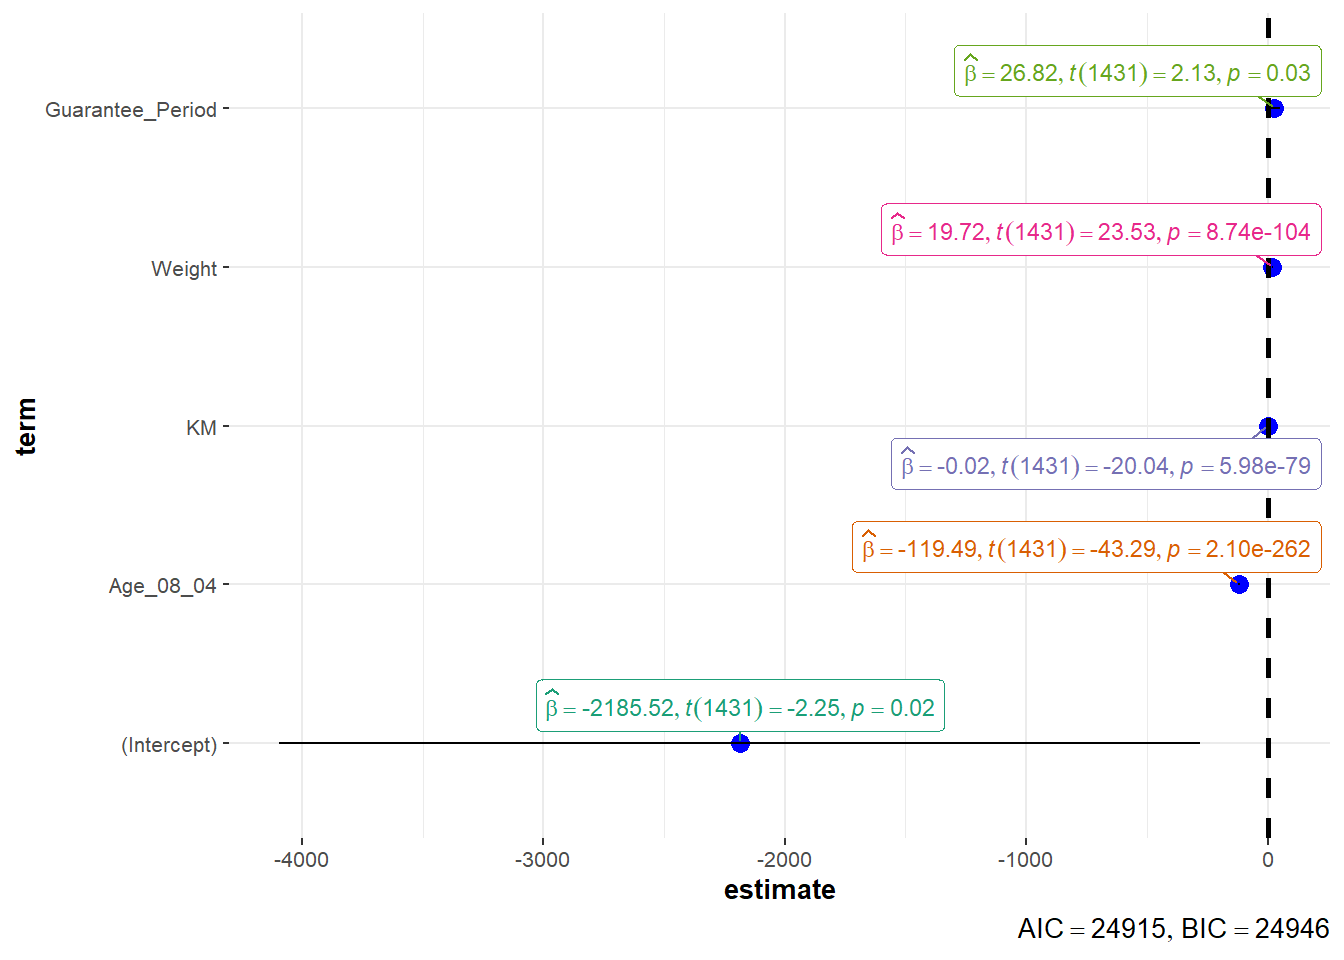 β̂ = 26.82, t(1431) = 2.13, p = 0.03
Guarantee_Period
β̂ = 19.72, t(1431) = 23.53, p = 8.74e-104
Weight
term
KM
β̂ = -0.02, t(1431) = -20.04, p = 5.98e-79
β̂ = -119.49, t(1431) = -43.29, p = 2.10e-262
Age_08_04
β̂ = -2185.52, t(1431) = -2.25, p = 0.02
(Intercept)
-4000 -3000 -2000 -1000 0
estimate
AIC = 24915, BIC = 24946